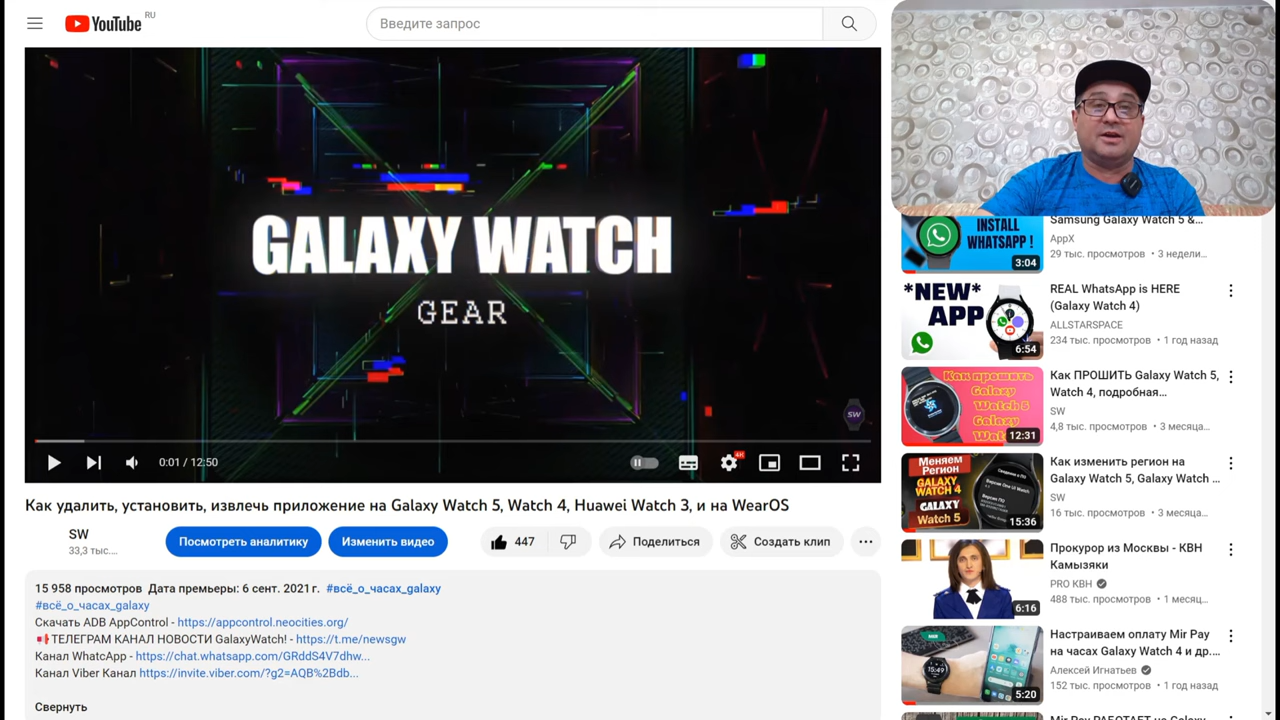 YouTube RU
Введите запрос
GALAXY WATCH
GEAR
SW
0:01 / 12:50
4K
Как удалить, установить, извлечь приложение на Galaxy Watch 5, Watch 4, Huawei Watch 3, и на WearOS
SW
33,3 тыс....
Посмотреть аналитику
Изменить видео
447
Поделиться
Создать клип
15 958 просмотров Дата премьеры: 6 сент. 2021 г. #всё_о_часах_galaxy
#всё_о_часах_galaxy
Скачать ADB AppControl - https://appcontrol.neocities.org/
ТЕЛЕГРАМ КАНАЛ НОВОСТИ GalaxyWatch! - https://t.me/newsgw
Канал WhatcApp - https://chat.whatsapp.com/GRddS4V7dhw...
Канал Viber Канал https://invite.viber.com/?g2=AQB%2Bdb...
Свернуть
INSTALL
WHATSAPP !
3:04
Samsung Galaxy Watch 5 &...
AppX
29 тыс. просмотров • 3 недели...
*NEW*
APP
6:54
REAL WhatsApp is HERE
(Galaxy Watch 4)
ALLSTARSPACE
234 тыс. просмотров • 1 год назад
Как прошить
Galaxy
Watch 5
Galaxy
Wat
12:31
Как ПРОШИТЬ Galaxy Watch 5,
Watch 4, подробная...
SW
4,8 тыс. просмотров • 3 месяца...
Меняем
Регион
GALAXY
WATCH 4
GALAXY
Watch 5
15:36
Как изменить регион на
Galaxy Watch 5, Galaxy Watch ...
SW
16 тыс. просмотров • 3 месяца...
6:16
Прокурор из Москвы - КВН
Камызяки
PRO КВН
488 тыс. просмотров • 1 месяц...
15:49
5:20
Настраиваем оплату Mir Pay
на часах Galaxy Watch 4 и др....
Алексей Игнатьев
152 тыс. просмотров • 1 год назад